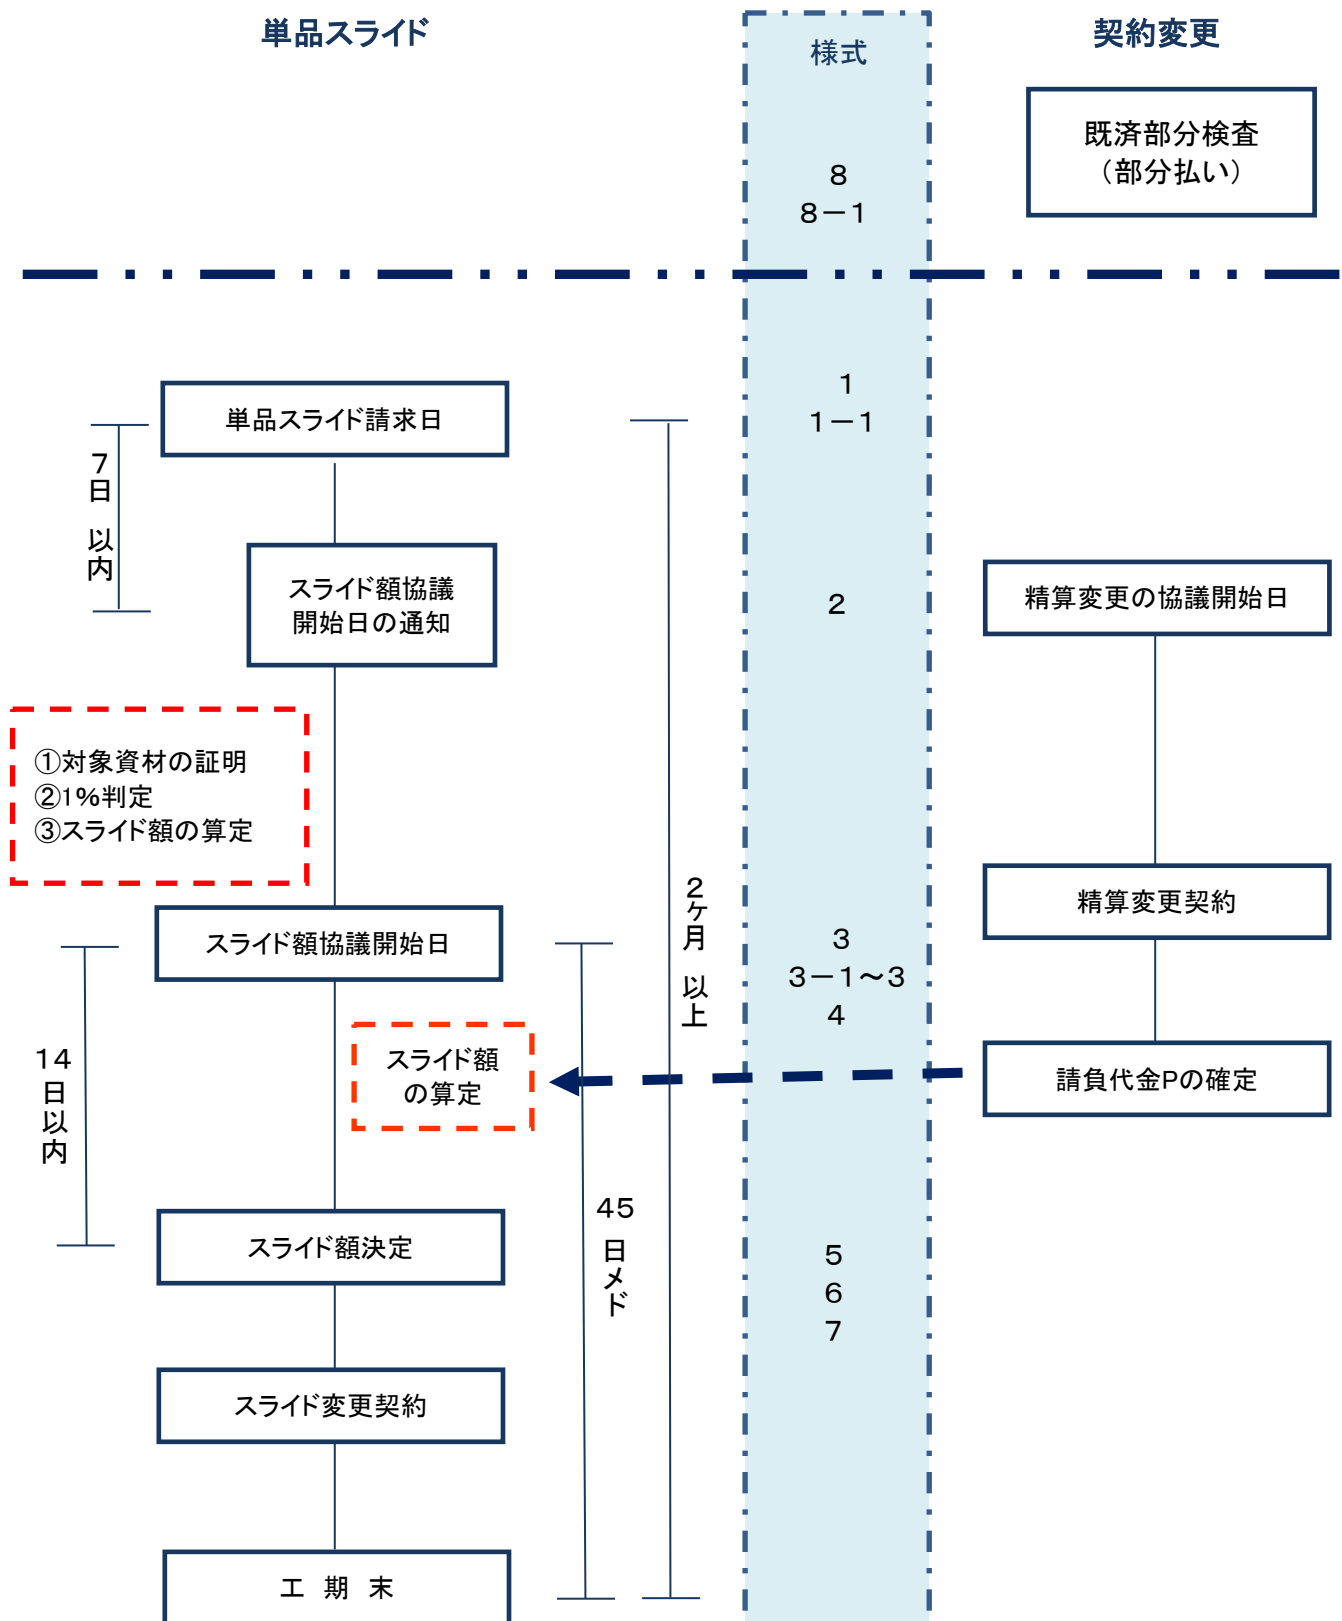 単品スライド
様式
契約変更
既済部分検査
（部分払い）
８
８－１
１
１－１
単品スライド請求日
７日 以内
スライド額協議
開始日の通知
２
精算変更の協議開始日
①対象資材の証明
②1%判定
③スライド額の算定
２ヶ月 以上
精算変更契約
スライド額協議開始日
３
３－１～３
４
14日以内
スライド額
の算定
請負代金Pの確定
45日メド
スライド額決定
５
６
７
スライド変更契約
工 期 末